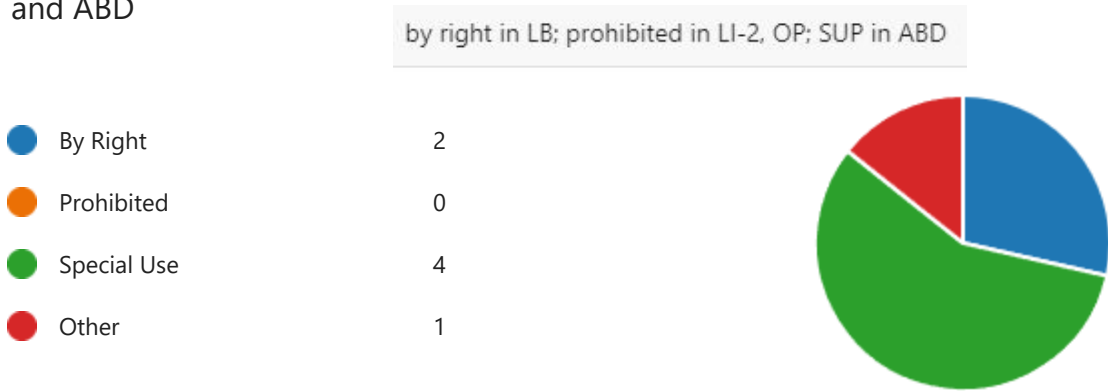 and ABD
by right in LB; prohibited in LI-2, OP; SUP in ABD
By Right 2
Prohibited 0
Special Use 4
Other 1